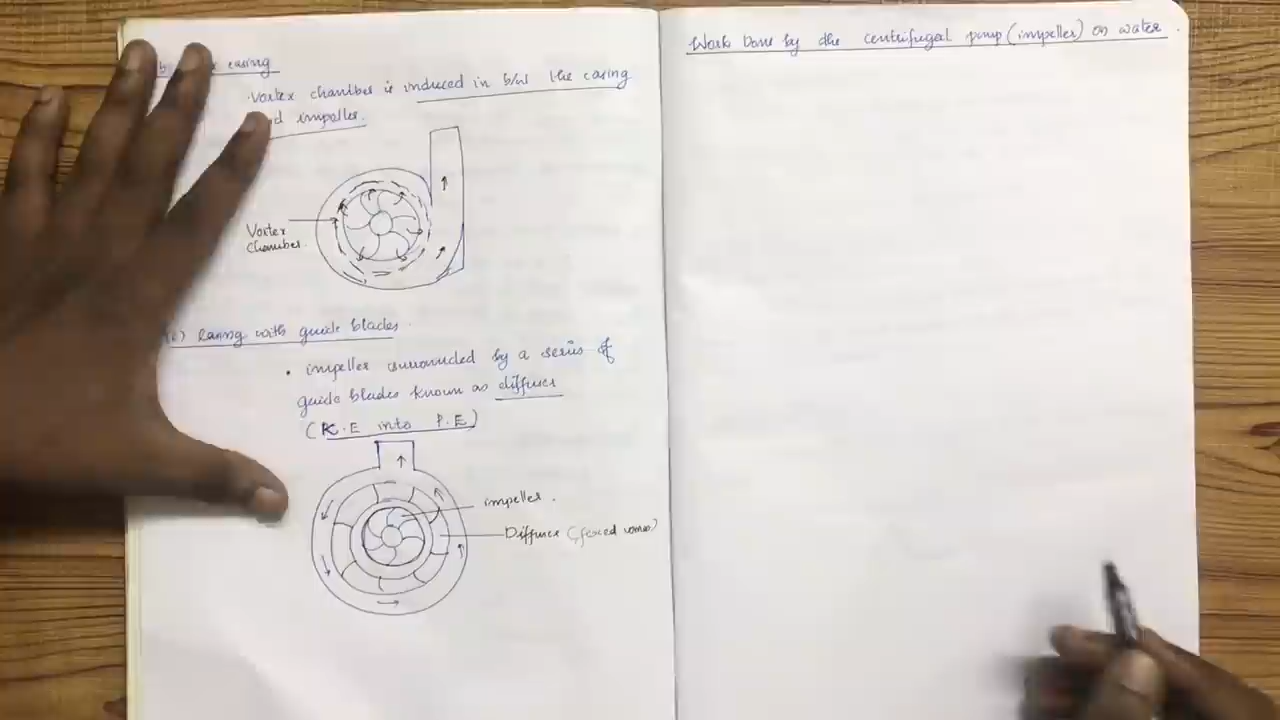 casing
Vortex chamber is induced in b/w the casing
impeller.
Vortex
chamber.
(c) Casing with guide blades.
• impeller surrounded by a series of
guide blades known as diffuser
(K.E into P.E)
impeller.
Diffuser (fixed vanes)
Work Done by the centrifugal pump (impeller) on water.